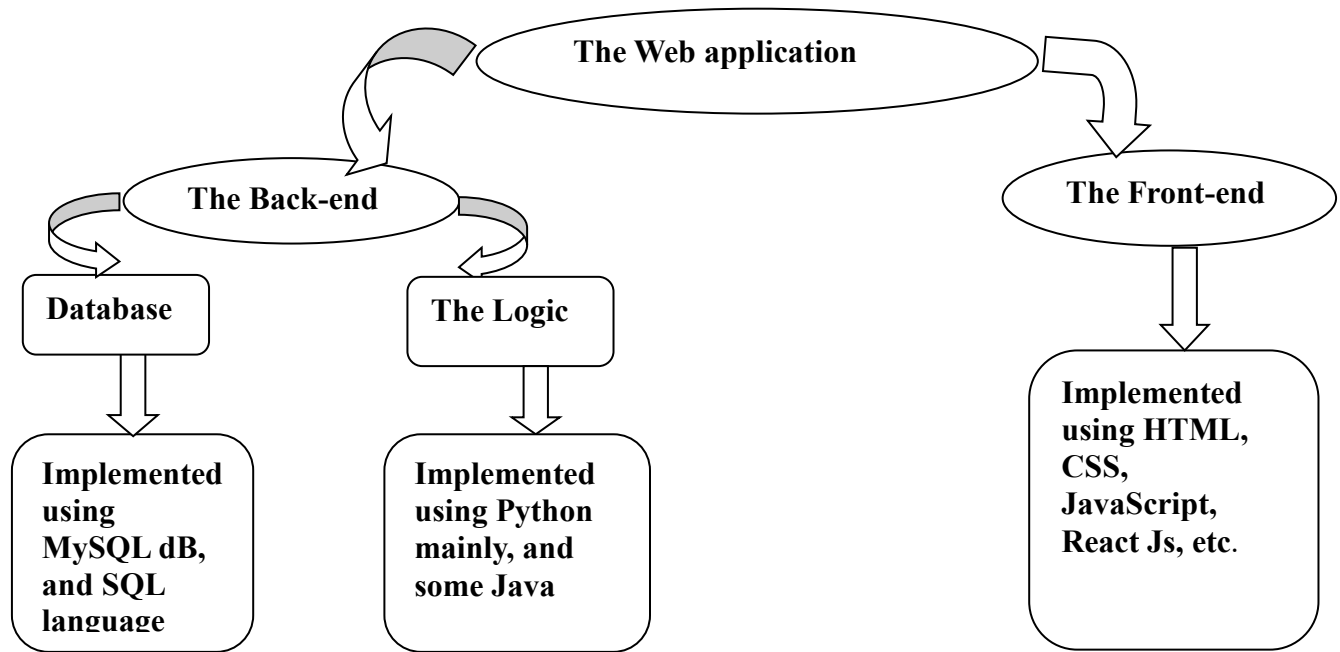 The Web application
The Back-end
The Front-end
Database
The Logic
Implemented
using
MySQL dB,
and SQL
language
Implemented
using Python
mainly, and
some Java
Implemented
using HTML,
CSS,
JavaScript,
React Js, etc.